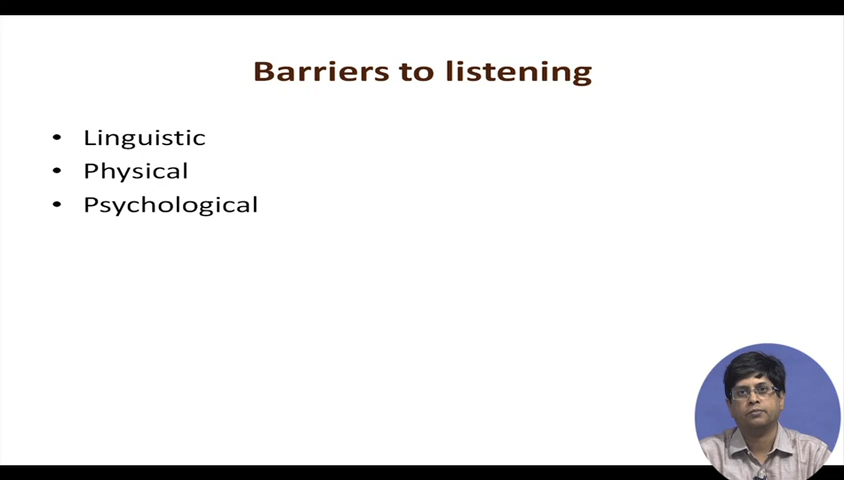 Barriers to listening
• Linguistic
• Physical
• Psychological